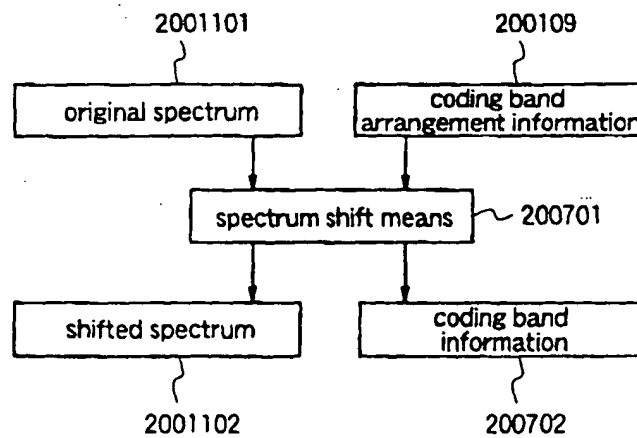 2001101
200109
original spectrum
coding band
arrangement information
spectrum shift means
200701
shifted spectrum
coding band
information
2001102
200702